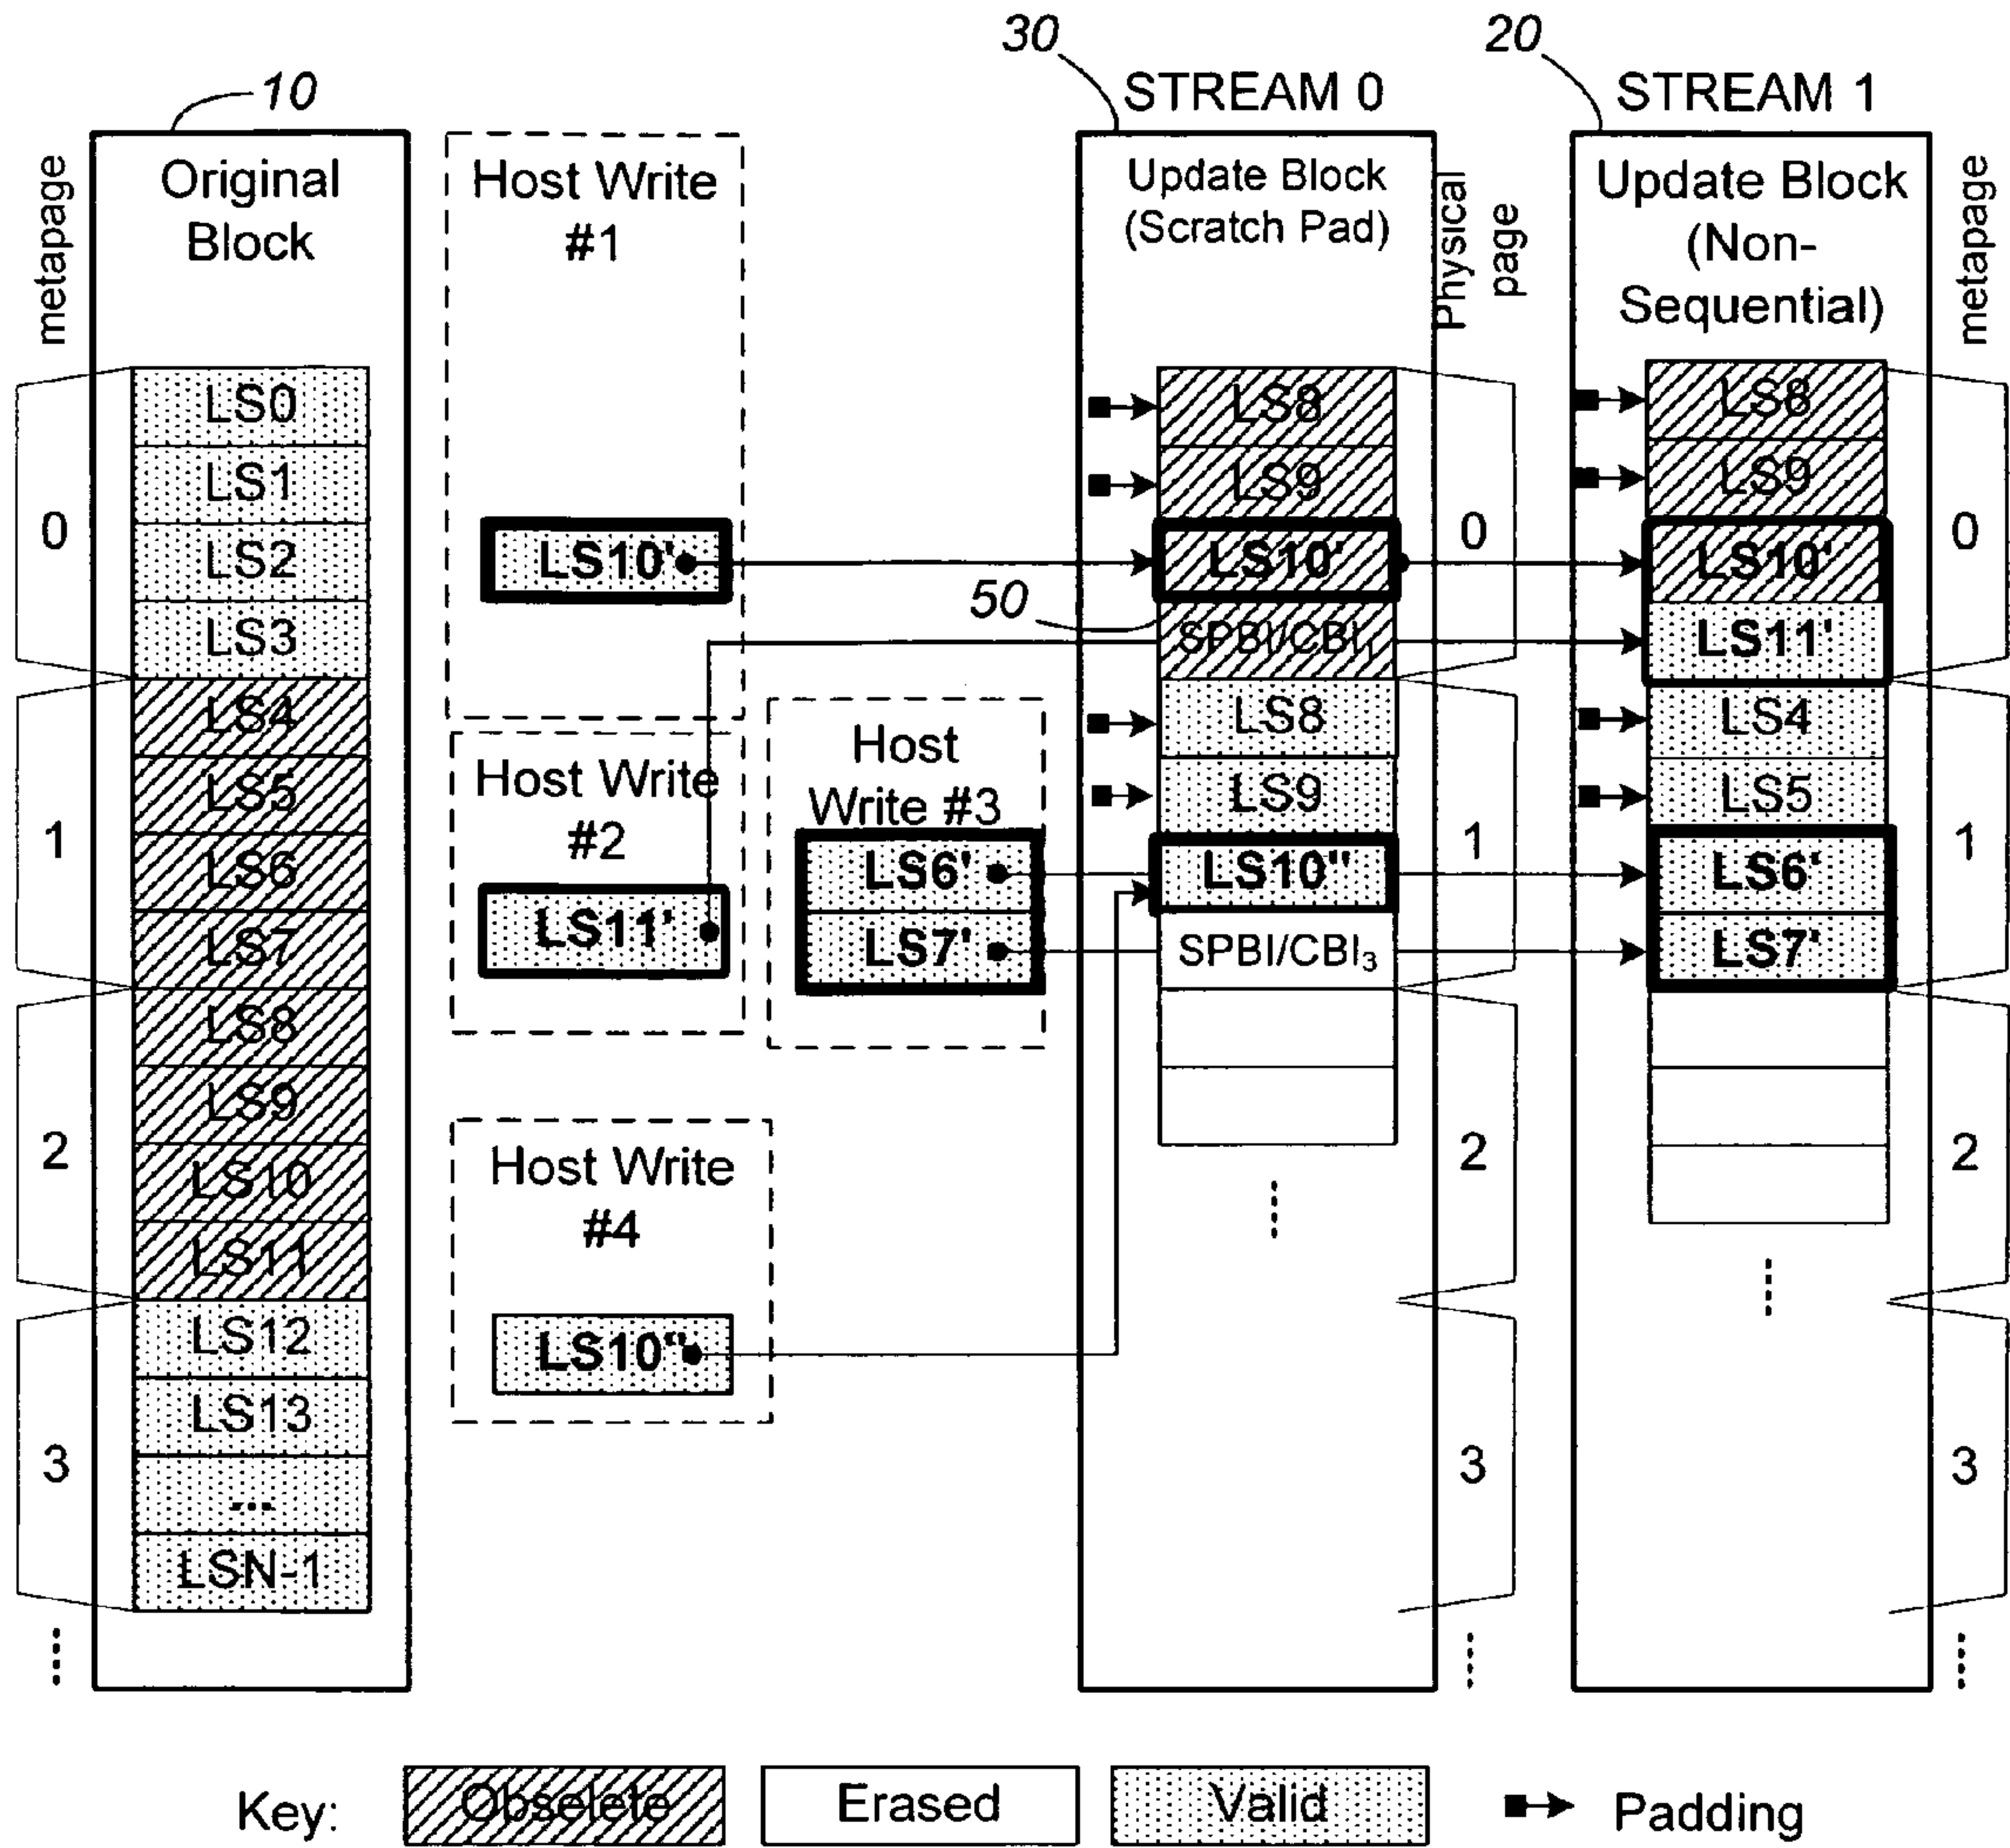 10
30
20
STREAM 0
STREAM 1
metapage
Original
Block
LS0
LS1
LS2
LS3
LS4
LS5
LS6
LS7
LS8
LS9
LS10
LS11
LS12
LS13
...
LSN-1
0
1
2
3
Host Write
#1
LS10'
Host Write
#2
LS11'
Host
Write #3
LS6'
LS7'
Host Write
#4
LS10"
Update Block
(Scratch Pad)
Physical
page
50
LS8
LS9
LS10'
SPBI/CBI₁
LS8
LS9
LS10"
SPBI/CBI₃
0
1
2
3
Update Block
(Non-
Sequential)
metapage
LS8
LS9
LS10'
LS11'
LS4
LS5
LS6'
LS7'
0
1
2
3
Key:
Obselete
Erased
Valid
Padding